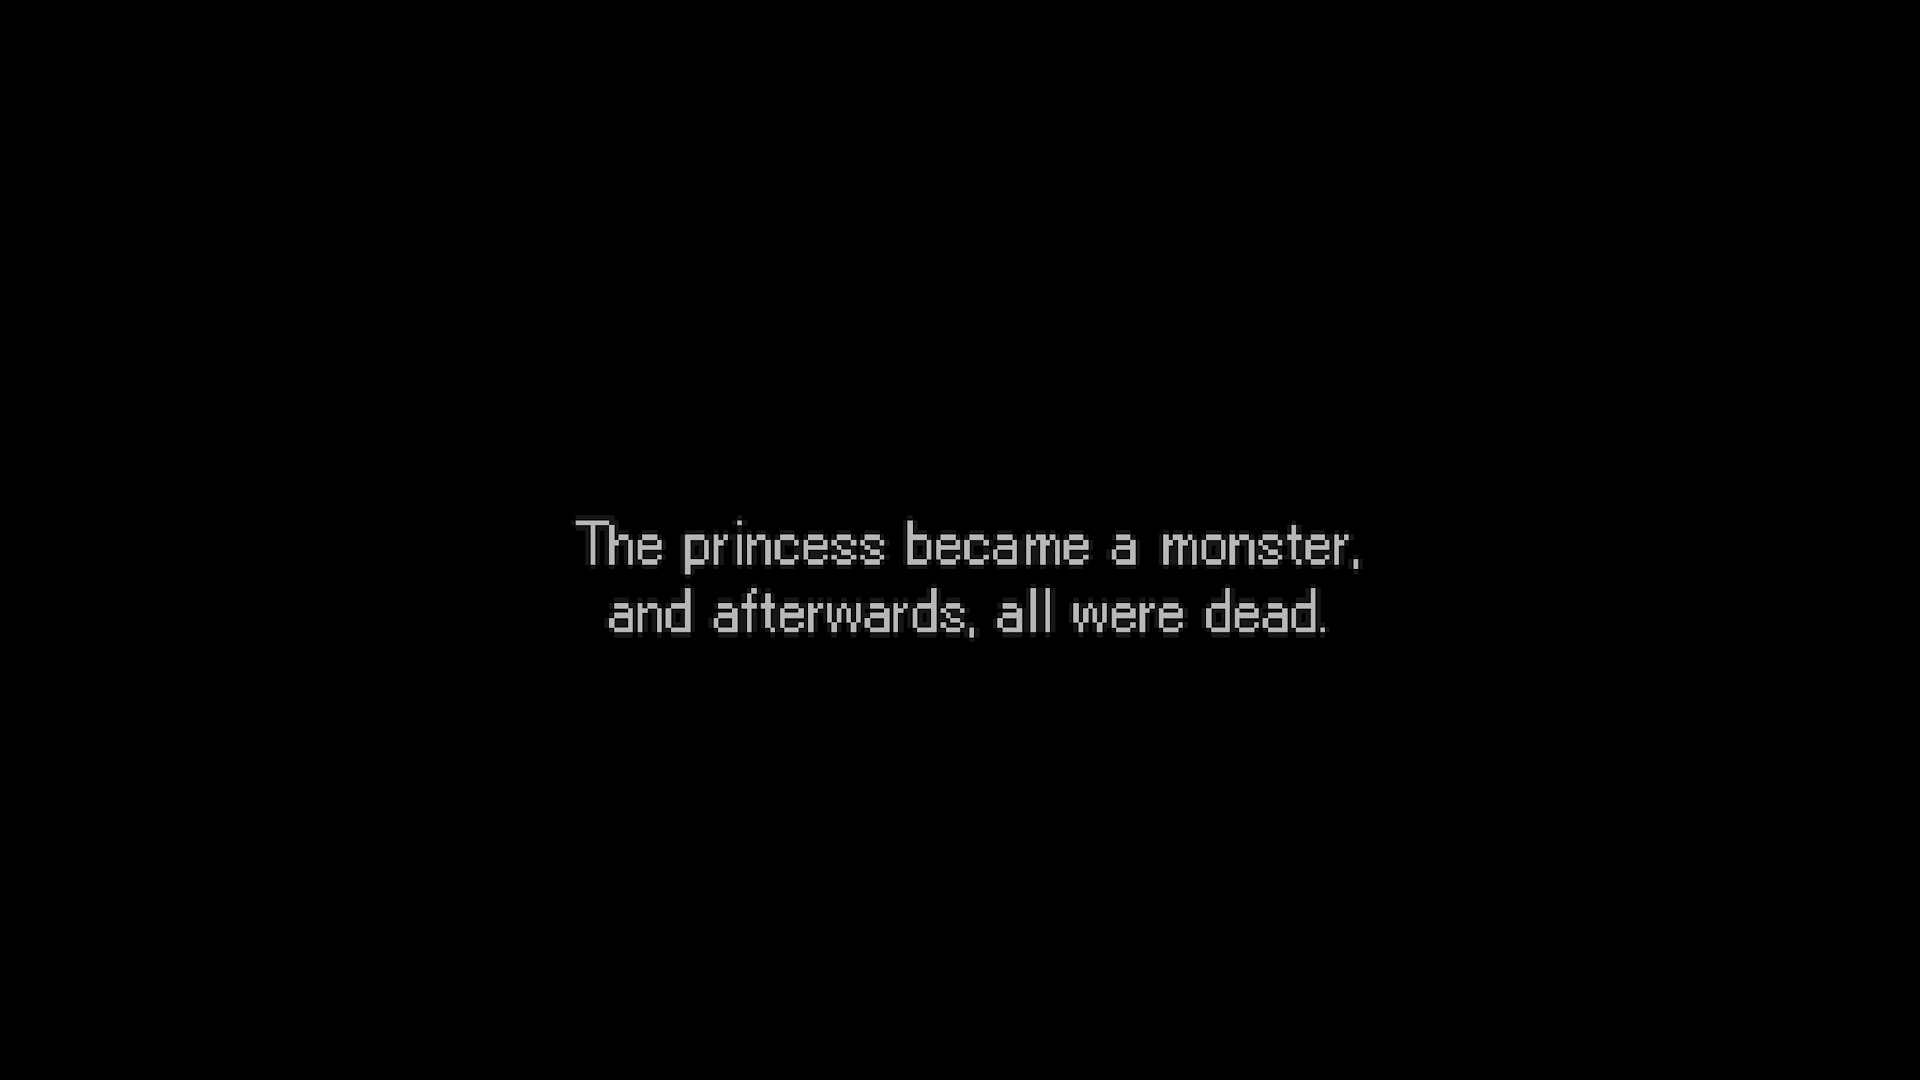 The princess became a monster,
and afterwards, all were dead.